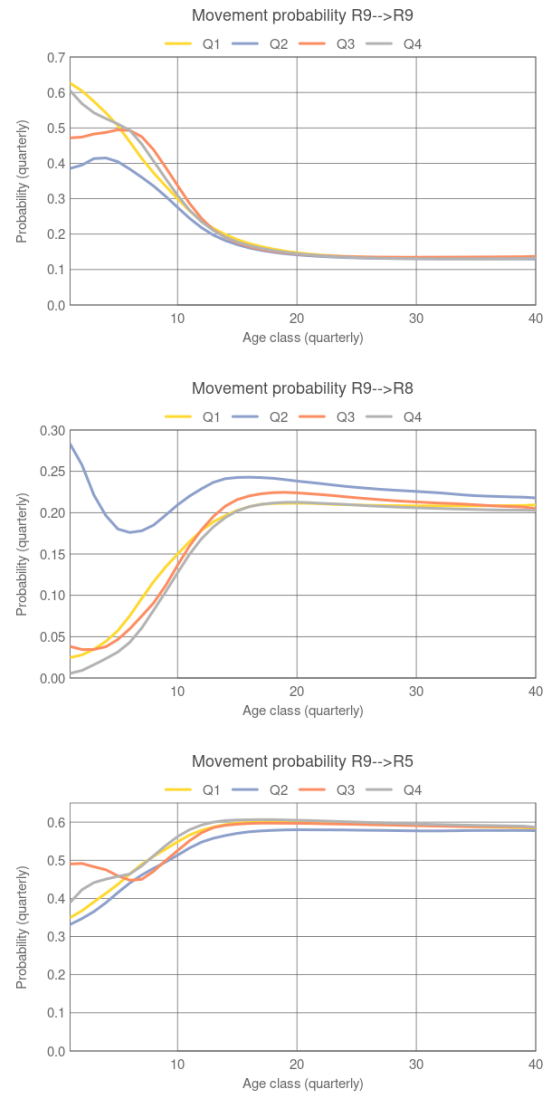 Movement probability R9-->R9
Q1 Q2 Q3 Q4
0.7
0.6
0.5
0.4
0.3
0.2
0.1
0.0
Probability (quarterly)
10 20 30 40
Age class (quarterly)
Movement probability R9-->R8
Q1 Q2 Q3 Q4
0.30
0.25
0.20
0.15
0.10
0.05
0.00
Probability (quarterly)
10 20 30 40
Age class (quarterly)
Movement probability R9-->R5
Q1 Q2 Q3 Q4
0.6
0.5
0.4
0.3
0.2
0.1
0.0
Probability (quarterly)
10 20 30 40
Age class (quarterly)